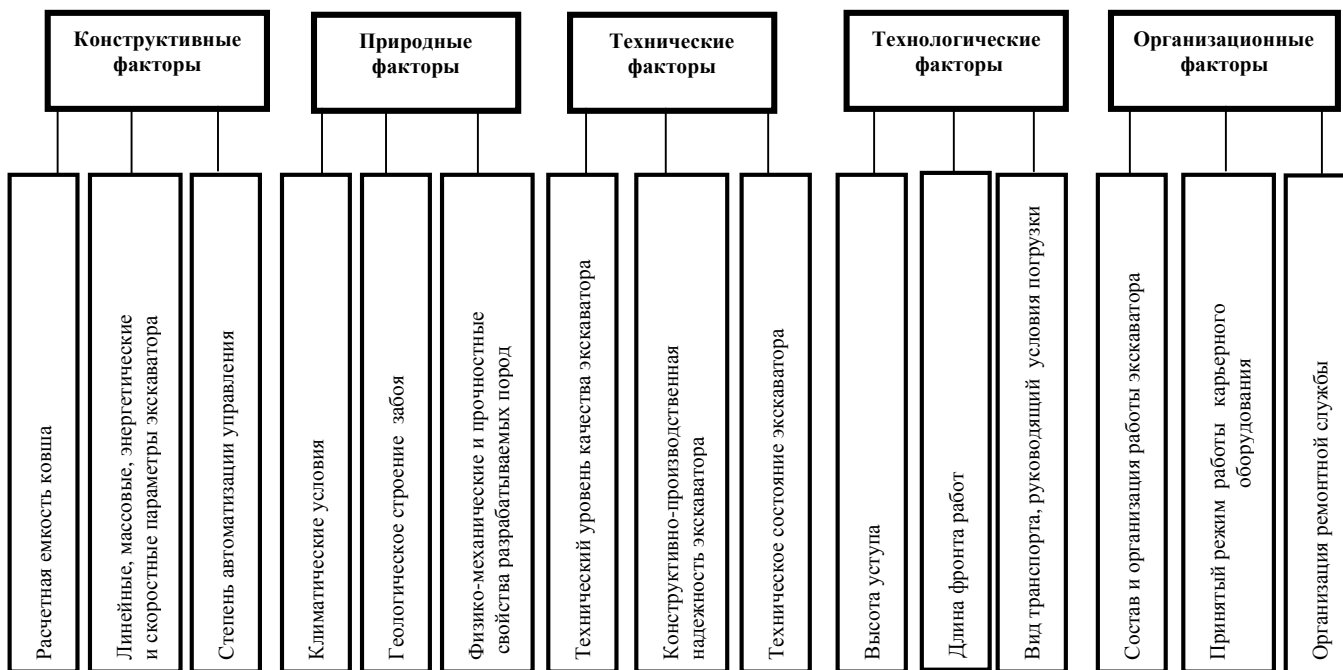 Конструктивные
факторы
Природные
факторы
Технические
факторы
Технологические
факторы
Организационные
факторы
Расчетная емкость ковша
Линейные, массовые, энергетические
и скоростные параметры экскаватора
Степень автоматизации управления
Климатические условия
Геологическое строение забоя
Физико-механические и прочностные
свойства разрабатываемых пород
Технический уровень качества экскаватора
Конструктивно-производственная
надежность экскаватора
Техническое состояние экскаватора
Высота уступа
Длина фронта работ
Вид транспорта, руководящий условия погрузки
Состав и организация работы экскаватора
Принятый режим работы карьерного
оборудования
Организация ремонтной службы